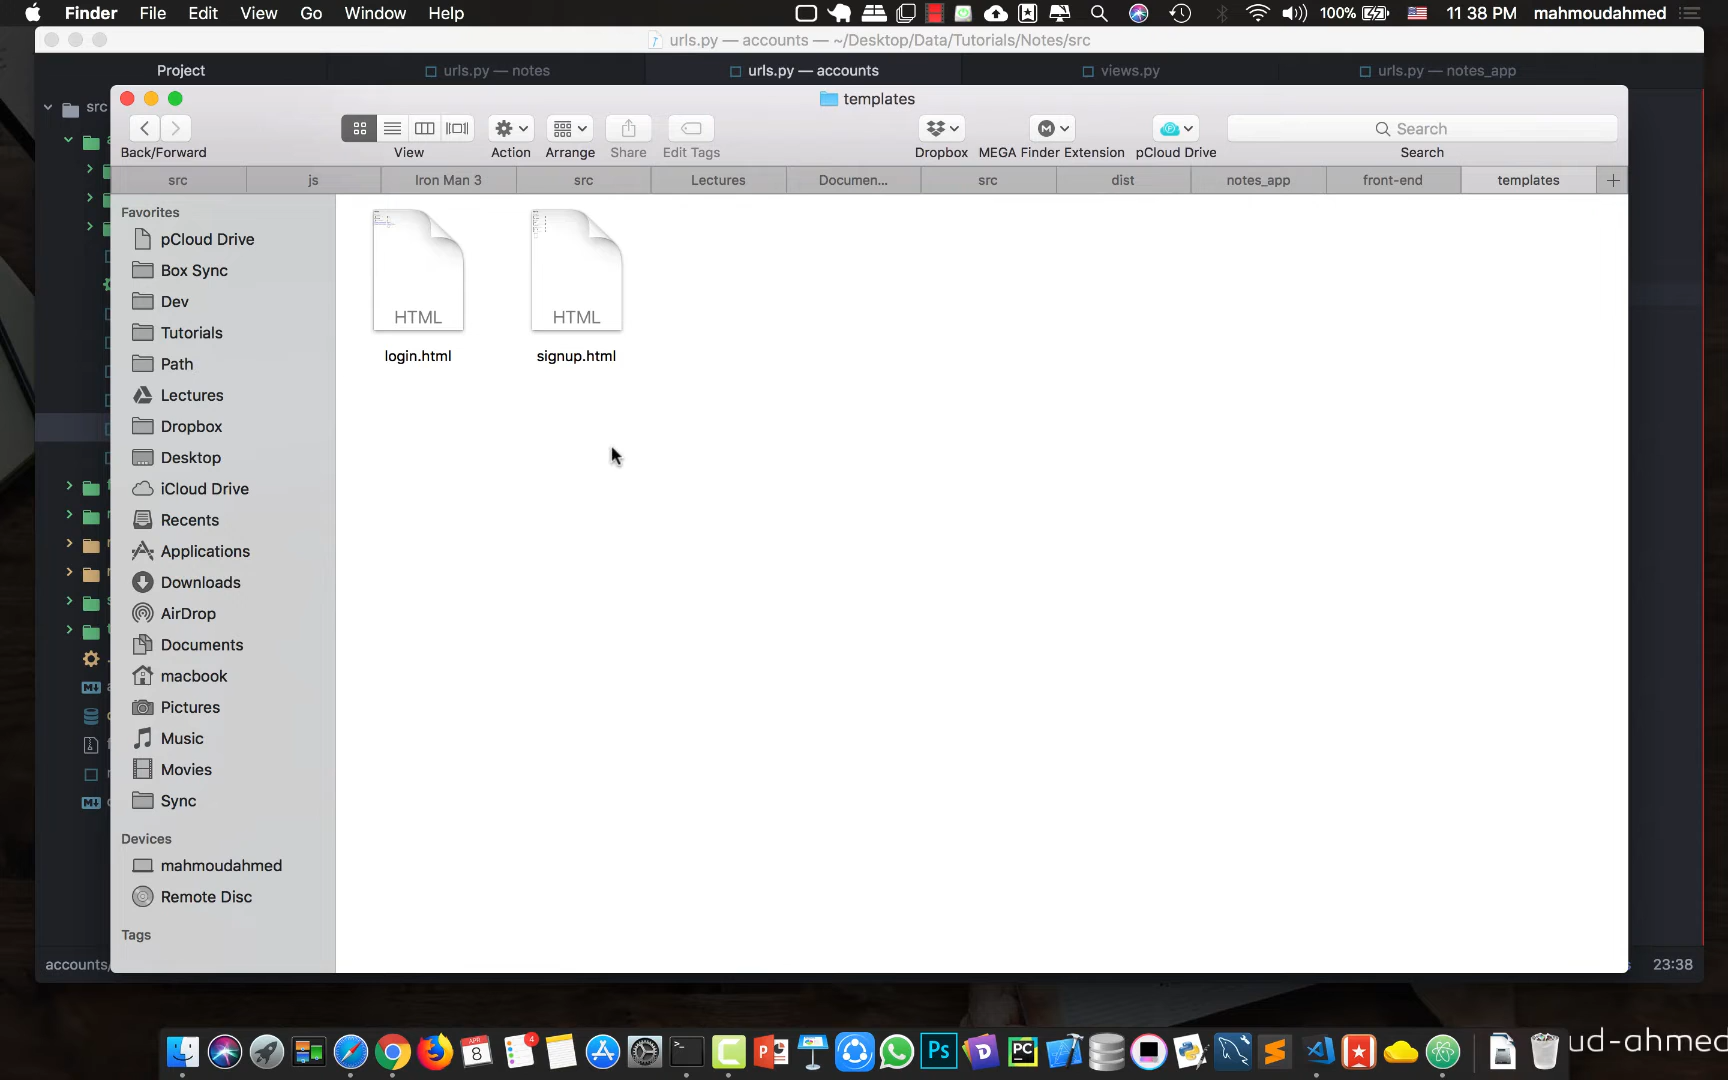 Finder File Edit View Go Window Help 100% 11 38 PM mahmoudahmed
urls.py — accounts — ~/Desktop/Data/Tutorials/Notes/src
Project urls.py — notes urls.py — accounts views.py urls.py — notes_app
src
templates
Search
Back/Forward View Action Arrange Share Edit Tags Dropbox MEGA Finder Extension pCloud Drive Search
src js Iron Man 3 src Lectures Documen... src dist notes_app front-end templates
Favorites
pCloud Drive
Box Sync
Dev
Tutorials
Path
Lectures
Dropbox
Desktop
iCloud Drive
Recents
Applications
Downloads
AirDrop
Documents
macbook
Pictures
Music
Movies
Sync
Devices
mahmoudahmed
Remote Disc
Tags
HTML HTML
login.html signup.html
accounts/ 23:38
APR
8
4
Ps
D
PC
ud-ahmed